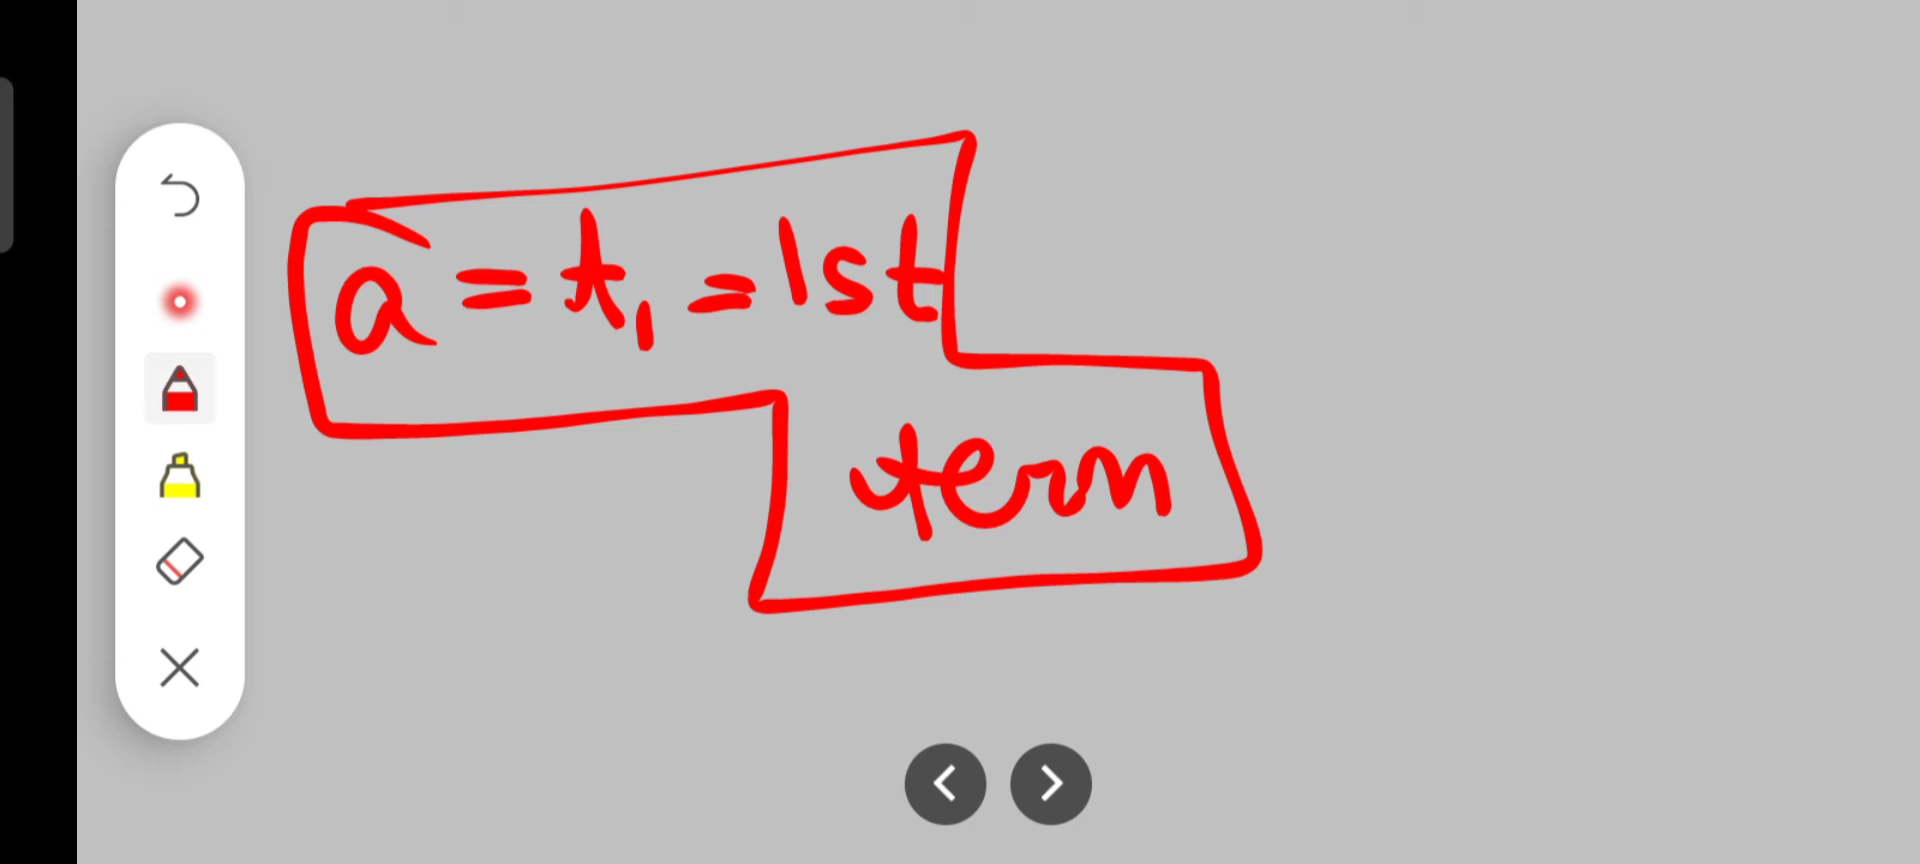 a = t₁ = 1st
term